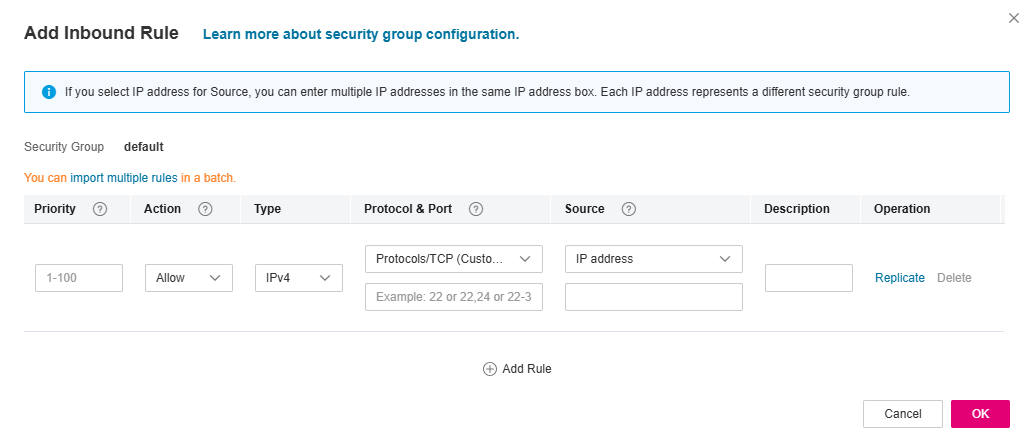 Add Inbound Rule Learn more about security group configuration.
If you select IP address for Source, you can enter multiple IP addresses in the same IP address box. Each IP address represents a different security group rule.
Security Group default
You can import multiple rules in a batch.
Priority ? Action ? Type Protocol & Port ? Source ? Description Operation
Protocols/TCP (Custo... IP address
1-100 Allow IPv4 Replicate Delete
Example: 22 or 22,24 or 22-3
Add Rule
Cancel OK